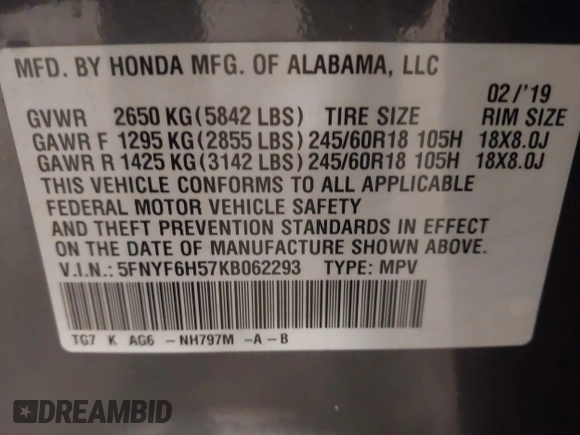 MFD. BY HONDA MFG. OF ALABAMA, LLC
02/'19
GVWR 2650 KG(5842 LBS) TIRE SIZE RIM SIZE
GAWR F 1295 KG(2855 LBS) 245/60R18 105H 18X8.0J
GAWR R 1425 KG(3142 LBS) 245/60R18 105H 18X8.0J
THIS VEHICLE CONFORMS TO ALL APPLICABLE
FEDERAL MOTOR VEHICLE SAFETY
AND THEFT PREVENTION STANDARDS IN EFFECT
ON THE DATE OF MANUFACTURE SHOWN ABOVE.
V.I.N.: 5FNYF6H57KB062293 TYPE: MPV
TG7 K AG6 -NH797M -A-B
DREAMBID